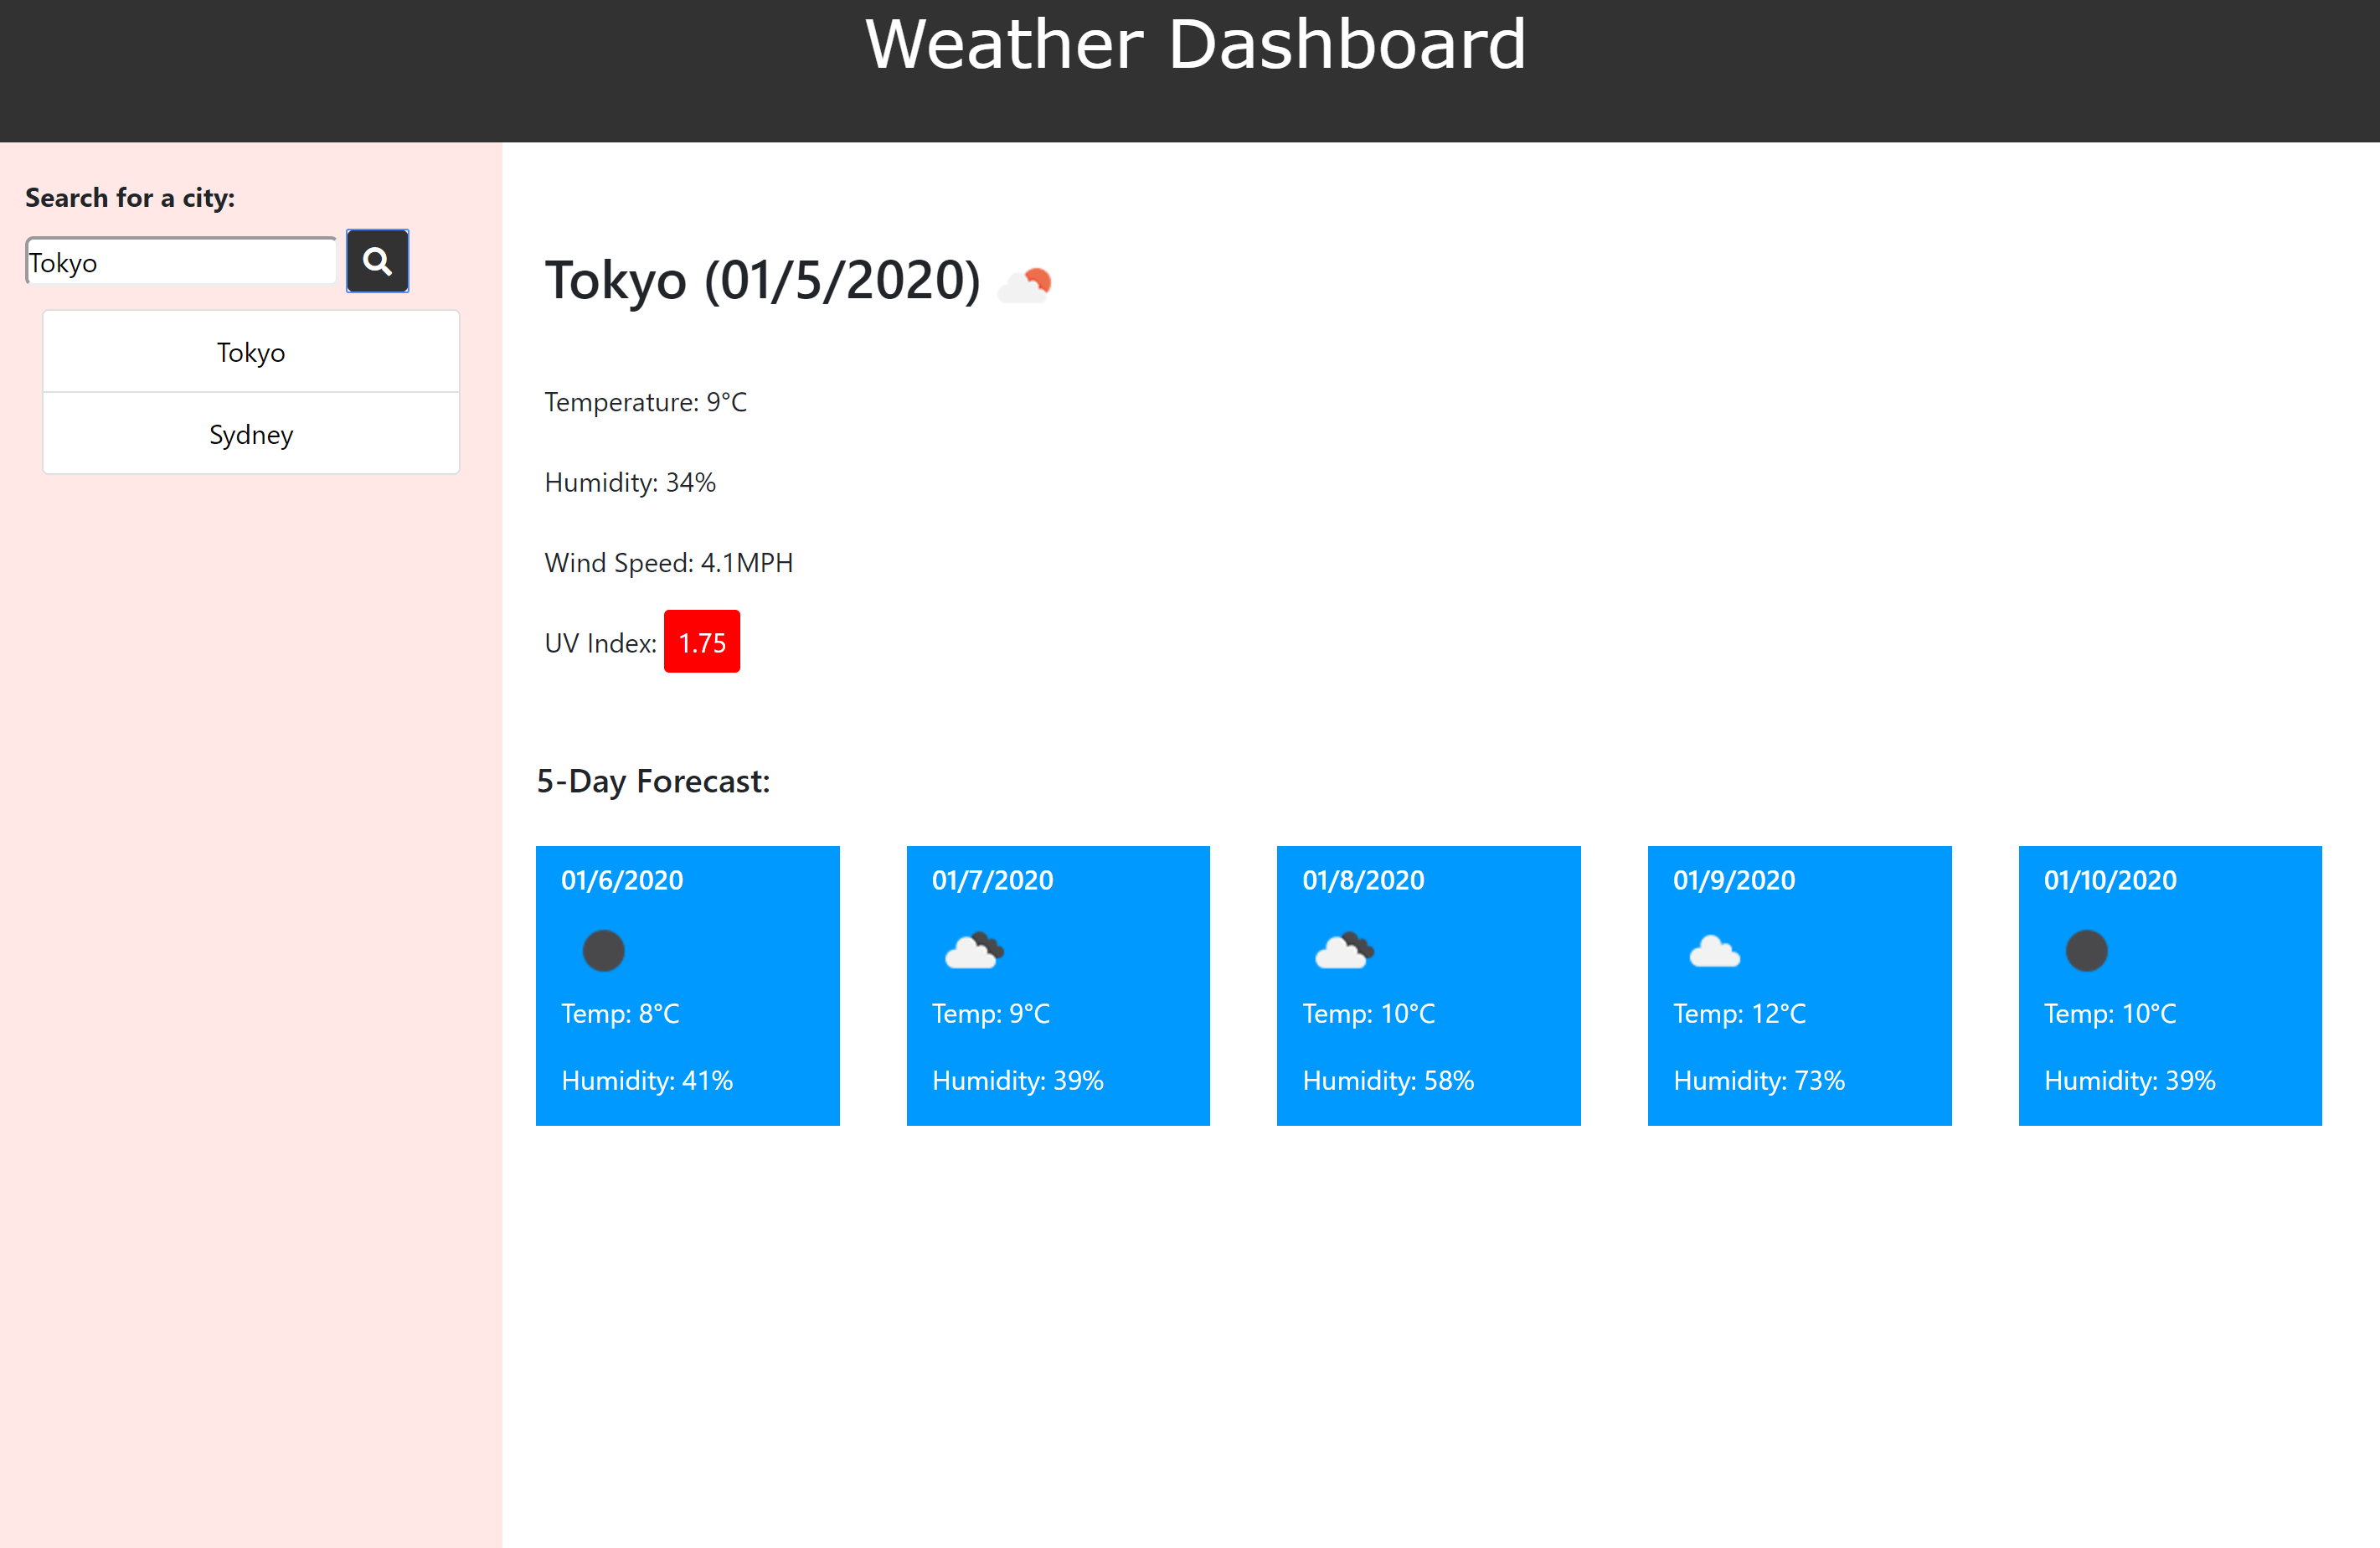 Weather Dashboard
Search for a city:
Tokyo
Tokyo
Sydney
Tokyo (01/5/2020)
Temperature: 9°C
Humidity: 34%
Wind Speed: 4.1MPH
UV Index: 1.75
5-Day Forecast:
01/6/2020
Temp: 8°C
Humidity: 41%
01/7/2020
Temp: 9°C
Humidity: 39%
01/8/2020
Temp: 10°C
Humidity: 58%
01/9/2020
Temp: 12°C
Humidity: 73%
01/10/2020
Temp: 10°C
Humidity: 39%